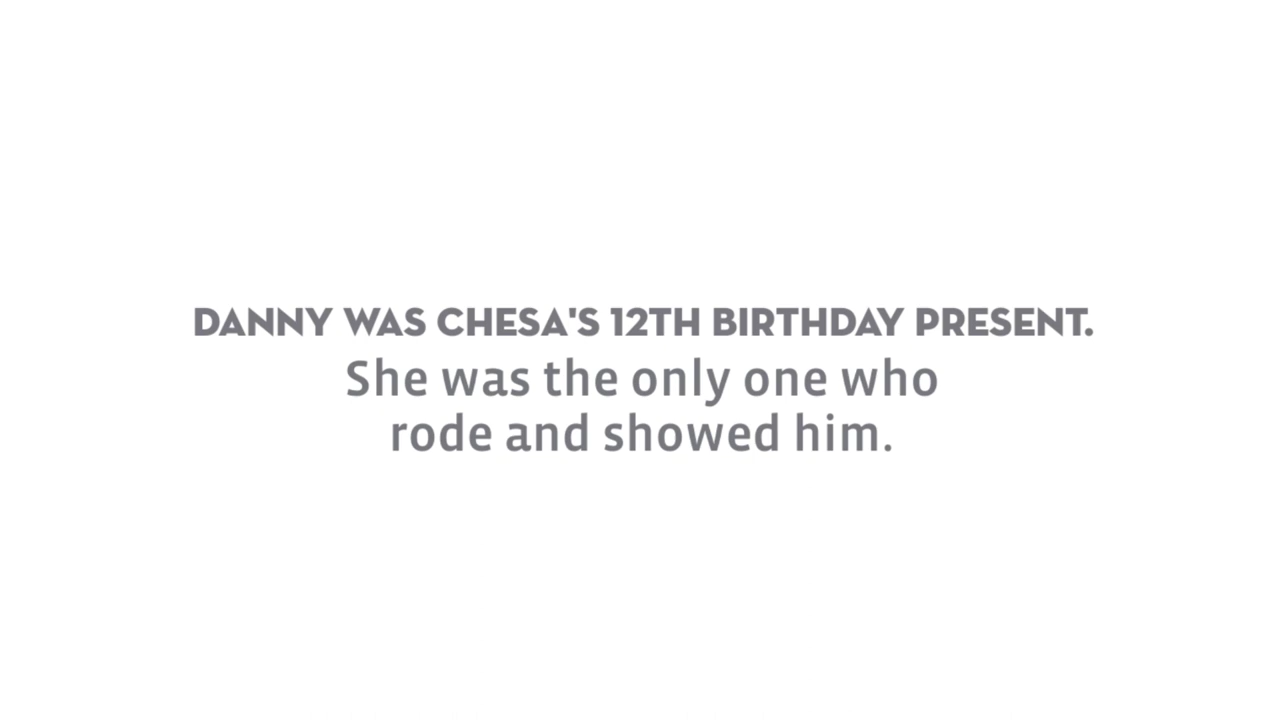 DANNY WAS CHESA'S 12TH BIRTHDAY PRESENT.
She was the only one who
rode and showed him.